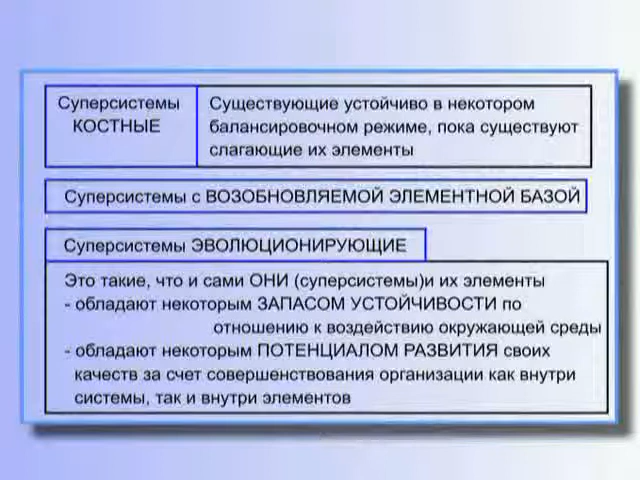 Суперсистемы
КОСТНЫЕ
Существующие устойчиво в некотором
балансировочном режиме, пока существуют
слагающие их элементы
Суперсистемы с ВОЗОБНОВЛЯЕМОЙ ЭЛЕМЕНТНОЙ БАЗОЙ
Суперсистемы ЭВОЛЮЦИОНИРУЮЩИЕ
Это такие, что и сами ОНИ (суперсистемы)и их элементы
- обладают некоторым ЗАПАСОМ УСТОЙЧИВОСТИ по
отношению к воздействию окружающей среды
- обладают некоторым ПОТЕНЦИАЛОМ РАЗВИТИЯ своих
качеств за счет совершенствования организации как внутри
системы, так и внутри элементов